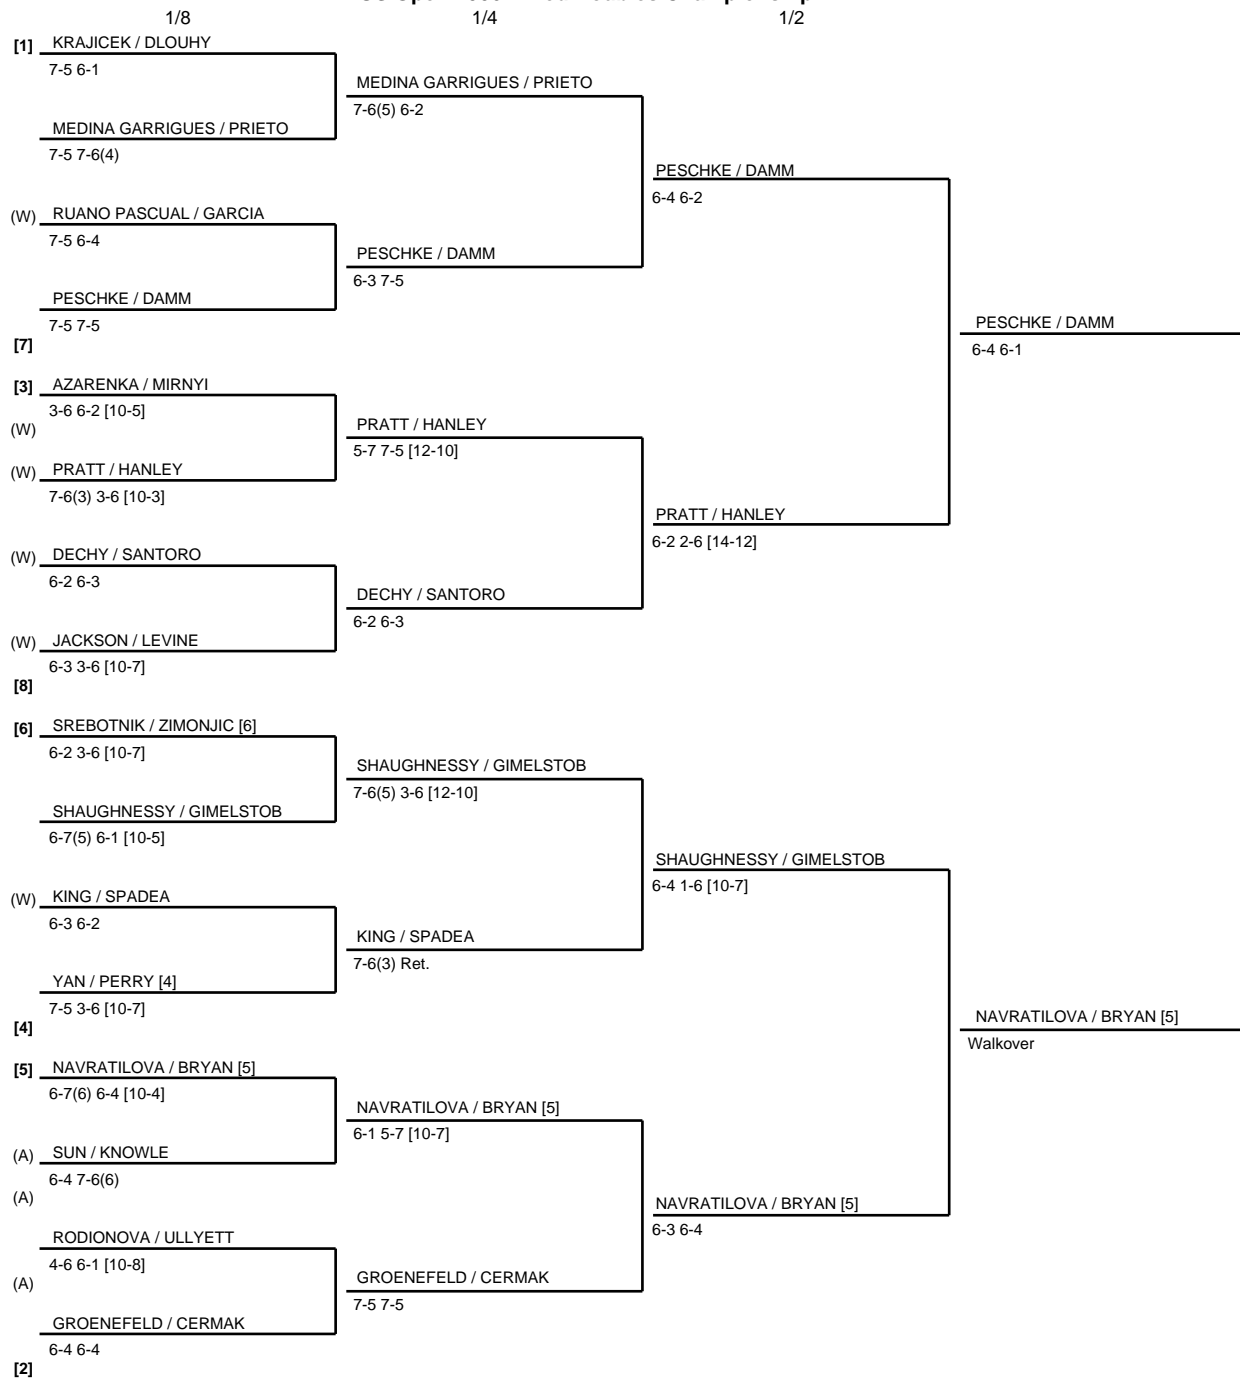 1/8 1/4 1/2
[1] KRAJICEK / DLOUHY
7-5 6-1
MEDINA GARRIGUES / PRIETO
7-6(5) 6-2
MEDINA GARRIGUES / PRIETO
7-5 7-6(4)
PESCHKE / DAMM
6-4 6-2
(W) RUANO PASCUAL / GARCIA
7-5 6-4
PESCHKE / DAMM
6-3 7-5
PESCHKE / DAMM
7-5 7-5
[7]
PESCHKE / DAMM
6-4 6-1
[3] AZARENKA / MIRNYI
3-6 6-2 [10-5]
(W)
PRATT / HANLEY
5-7 7-5 [12-10]
(W) PRATT / HANLEY
7-6(3) 3-6 [10-3]
PRATT / HANLEY
6-2 2-6 [14-12]
(W) DECHY / SANTORO
6-2 6-3
DECHY / SANTORO
6-2 6-3
(W) JACKSON / LEVINE
6-3 3-6 [10-7]
[8]
[6] SREBOTNIK / ZIMONJIC [6]
6-2 3-6 [10-7]
SHAUGHNESSY / GIMELSTOB
7-6(5) 3-6 [12-10]
SHAUGHNESSY / GIMELSTOB
6-7(5) 6-1 [10-5]
SHAUGHNESSY / GIMELSTOB
6-4 1-6 [10-7]
(W) KING / SPADEA
6-3 6-2
KING / SPADEA
7-6(3) Ret.
YAN / PERRY [4]
7-5 3-6 [10-7]
[4]
NAVRATILOVA / BRYAN [5]
Walkover
[5] NAVRATILOVA / BRYAN [5]
6-7(6) 6-4 [10-4]
NAVRATILOVA / BRYAN [5]
6-1 5-7 [10-7]
(A) SUN / KNOWLE
6-4 7-6(6)
(A)
NAVRATILOVA / BRYAN [5]
6-3 6-4
RODIONOVA / ULLYETT
4-6 6-1 [10-8]
(A)
GROENEFELD / CERMAK
7-5 7-5
GROENEFELD / CERMAK
6-4 6-4
[2]